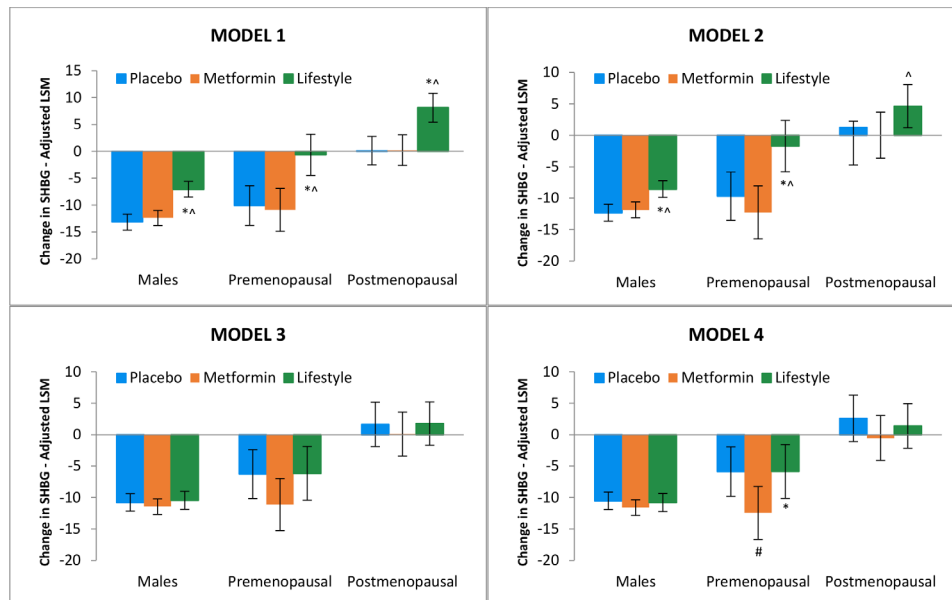 MODEL 1
Change in SHBG - Adjusted LSM
15
10
5
0
-5
-10
-15
-20
Placebo Metformin Lifestyle
*^
*^
*^
Males Premenopausal Postmenopausal
MODEL 2
Change in SHBG - Adjusted LSM
10
5
0
-5
-10
-15
-20
Placebo Metformin Lifestyle
^
*^
*^
Males Premenopausal Postmenopausal
MODEL 3
Change in SHBG - Adjusted LSM
10
5
0
-5
-10
-15
-20
Placebo Metformin Lifestyle
Males Premenopausal Postmenopausal
MODEL 4
Change in SHBG - Adjusted LSM
10
5
0
-5
-10
-15
-20
Placebo Metformin Lifestyle
*
#
Males Premenopausal Postmenopausal